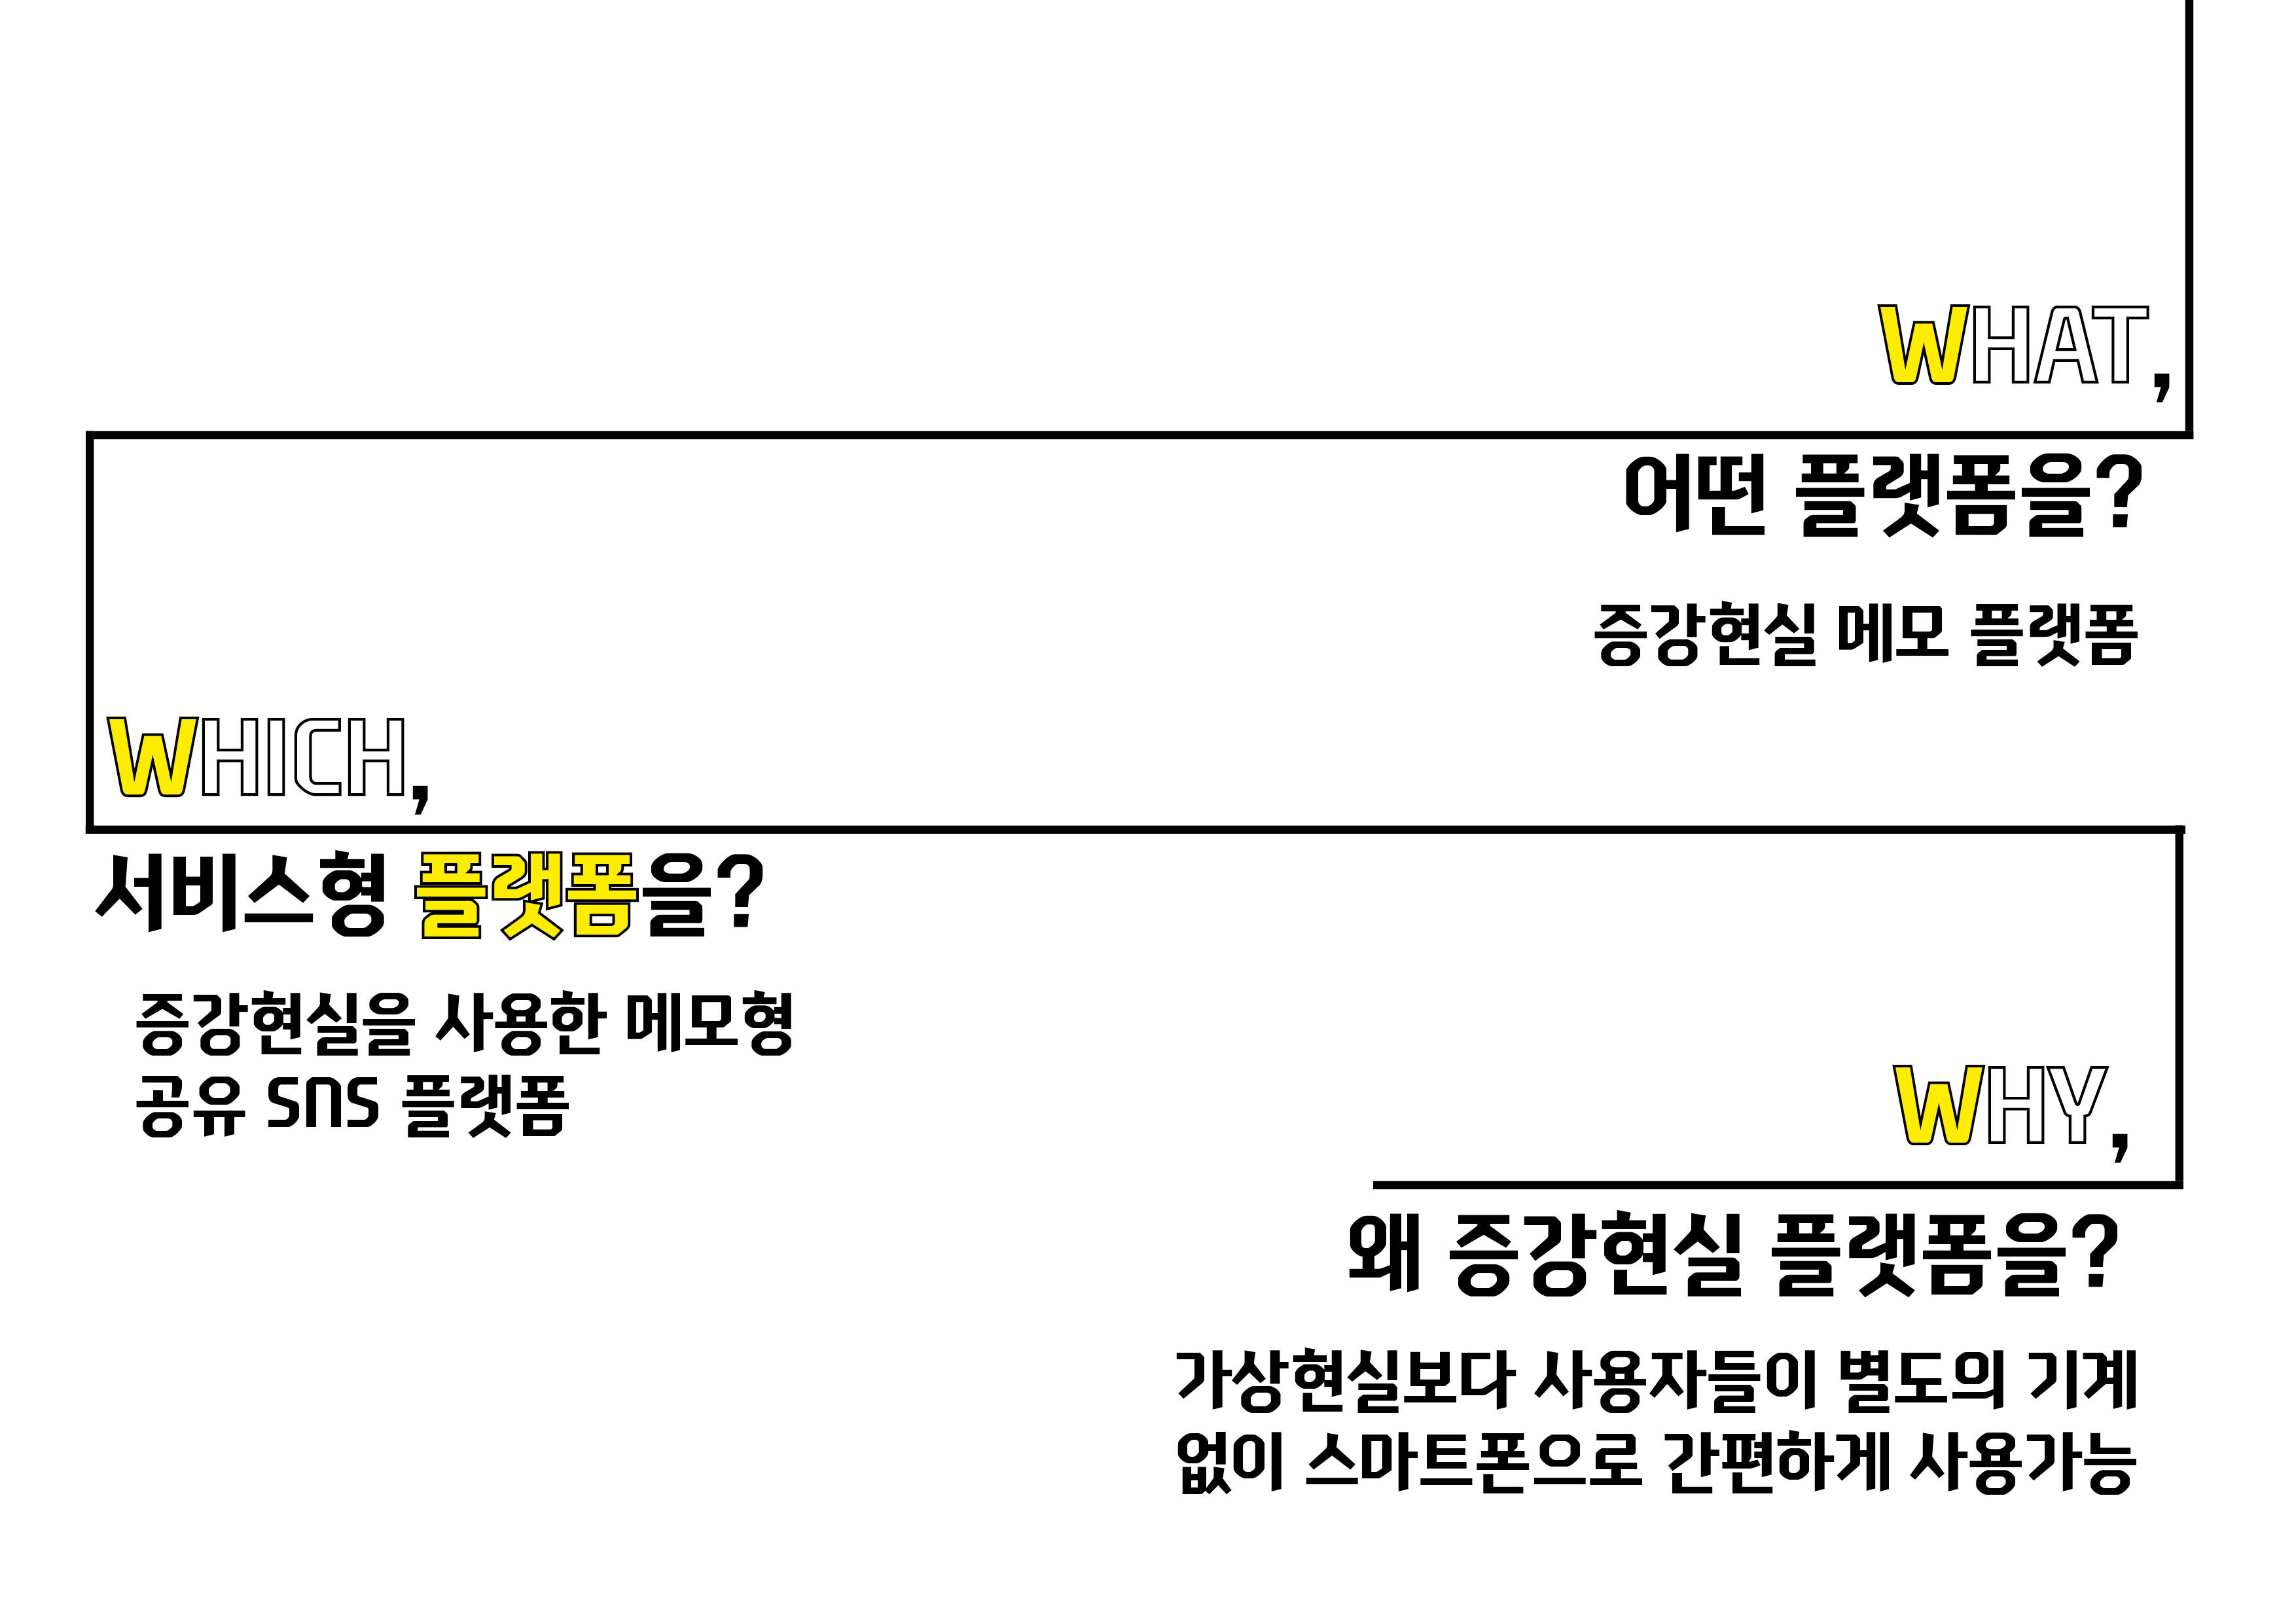 WHAT,
어떤 플랫폼을?
증강현실 메모 플랫폼
WHICH,
서비스형 플랫폼을?
증강현실을 사용한 메모형
공유 SNS 플랫폼
WHY,
왜 증강현실 플랫폼을?
가상현실보다 사용자들이 별도의 기계
없이 스마트폰으로 간편하게 사용가능